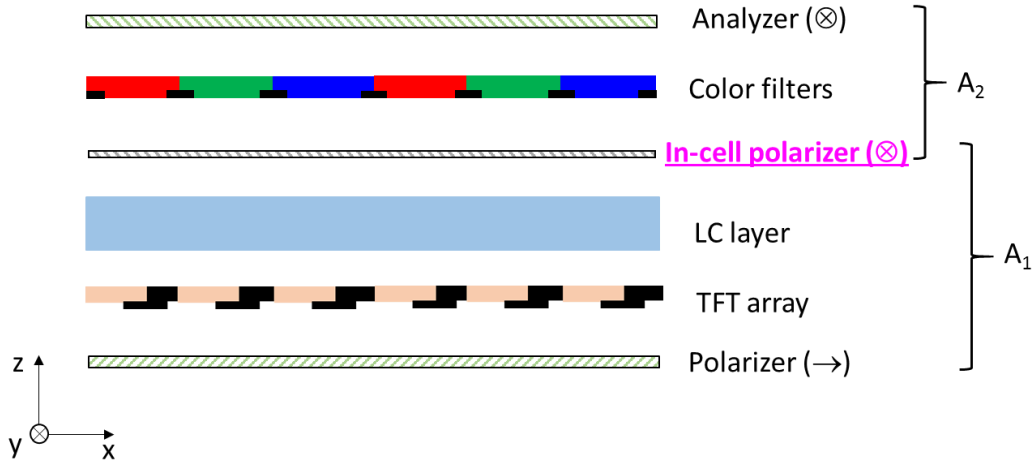 Analyzer (⊗)
Color filters
A2
In-cell polarizer (⊗)
LC layer
A1
TFT array
Polarizer (→)
z
y
x